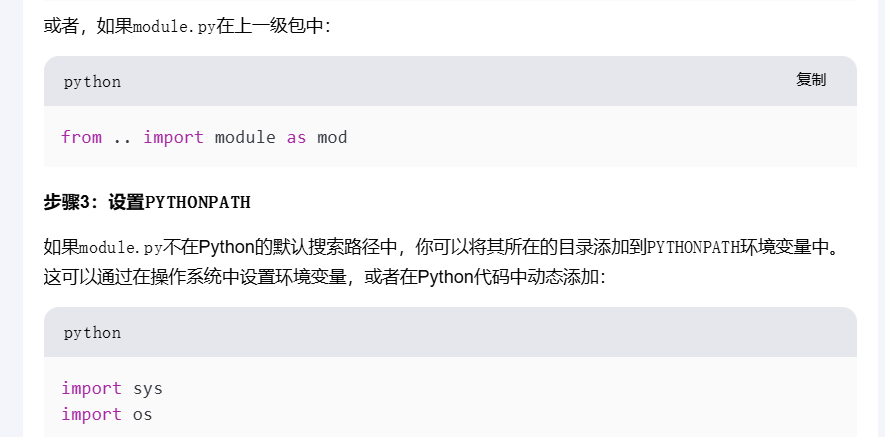 或者，如果module.py在上一级包中：
python
复制
from .. import module as mod
步骤3：设置PYTHONPATH
如果module.py不在Python的默认搜索路径中，你可以将其所在的目录添加到PYTHONPATH环境变量中。
这可以通过在操作系统中设置环境变量，或者在Python代码中动态添加：
python
import sys
import os